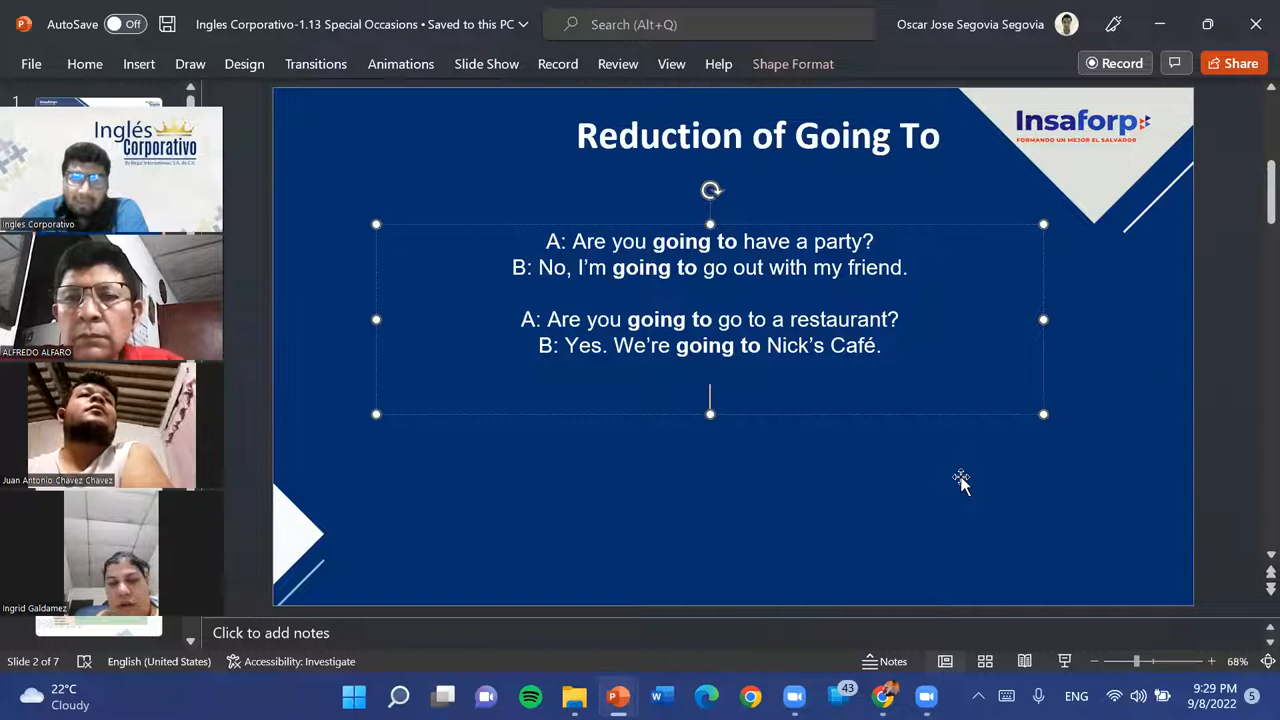 AutoSave Off Ingles Corporativo-1.13 Special Occasions • Saved to this PC Search (Alt+Q) Oscar Jose Segovia Segovia
File Home Insert Draw Design Transitions Animations Slide Show Record Review View Help Shape Format Record Share
1
Inglés
Corporativo
Ingles Corporativo
ALFREDO ALFARO
Juan Antonio Chavez Chavez
Ingrid Galdamez
Reduction of Going To
Insaforp
FORMANDO UN MEJOR EL SALVADOR
A: Are you going to have a party?
B: No, I'm going to go out with my friend.
A: Are you going to go to a restaurant?
B: Yes. We're going to Nick's Café.
Click to add notes
Slide 2 of 7 English (United States) Accessibility: Investigate Notes 68%
22°C
Cloudy
43
ENG
9:29 PM
9/8/2022
5